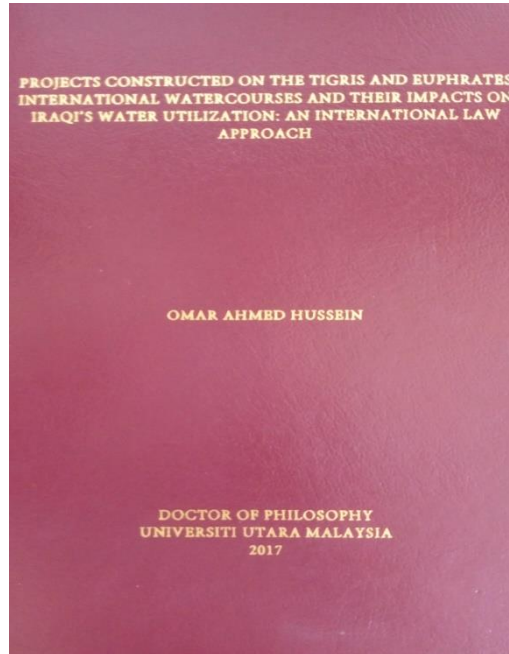 PROJECTS CONSTRUCTED ON THE TIGRIS AND EUPHRATES
INTERNATIONAL WATERCOURSES AND THEIR IMPACTS ON
IRAQI'S WATER UTILIZATION: AN INTERNATIONAL LAW
APPROACH
OMAR AHMED HUSSEIN
DOCTOR OF PHILOSOPHY
UNIVERSITI UTARA MALAYSIA
2017